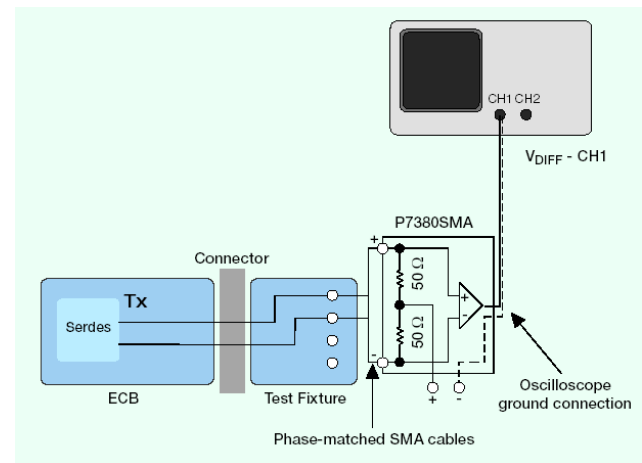 CH1 CH2
VDIFF - CH1
P7380SMA
Connector
+
50 Ω
+
Tx
Serdes
-
50 Ω
-
ECB
Test Fixture
+
-
Oscilloscope
ground connection
Phase-matched SMA cables